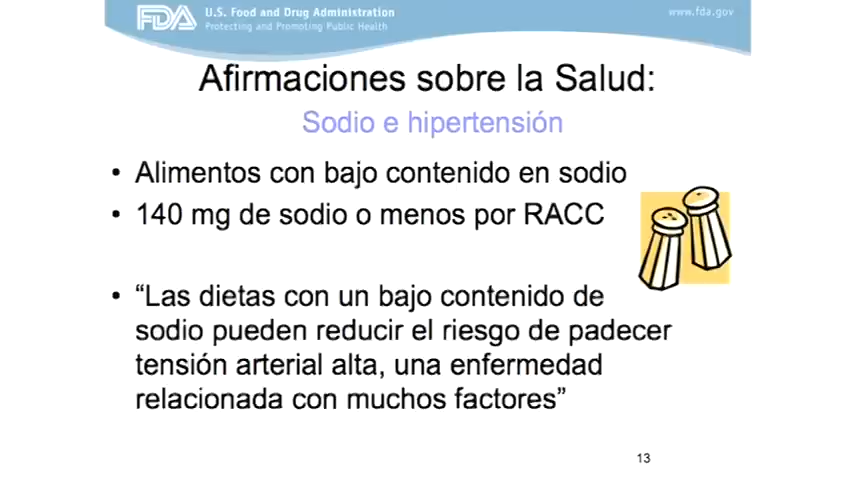 FDA
U.S. Food and Drug Administration
Protecting and Promoting Public Health
www.fda.gov
Afirmaciones sobre la Salud:
Sodio e hipertensión
• Alimentos con bajo contenido en sodio
• 140 mg de sodio o menos por RACC
• “Las dietas con un bajo contenido de
sodio pueden reducir el riesgo de padecer
tensión arterial alta, una enfermedad
relacionada con muchos factores”
13